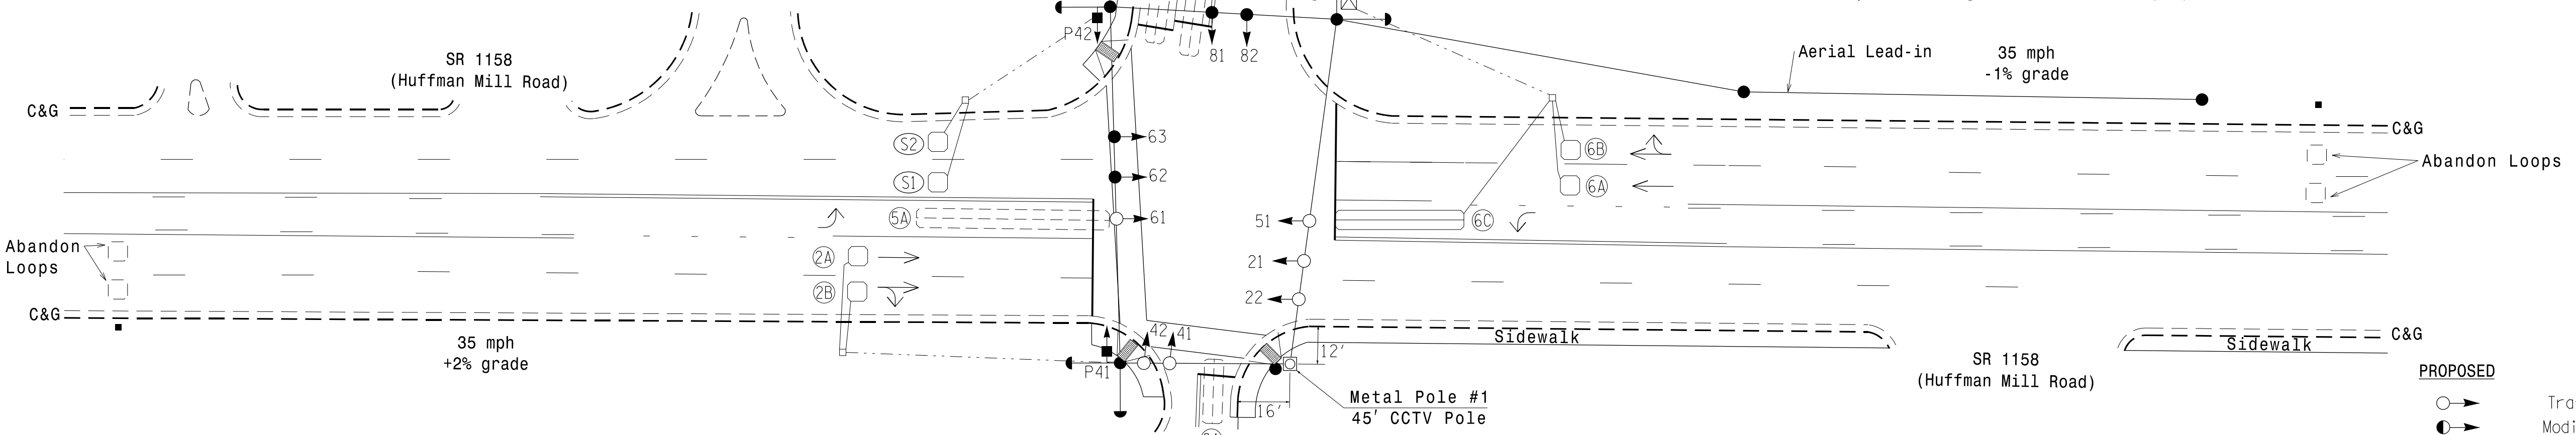 P42
81
82
SR 1158
(Huffman Mill Road)
Aerial Lead-in
35 mph
-1% grade
C&G
C&G
S2
63
6B
Abandon Loops
S1
62
6A
5A
61
51
6C
Abandon
Loops
2A
21
2B
22
C&G
42
41
Sidewalk
C&G
Sidewalk
35 mph
+2% grade
P41
12'
SR 1158
(Huffman Mill Road)
PROPOSED
Metal Pole #1
45' CCTV Pole
16'
Tra
Modi